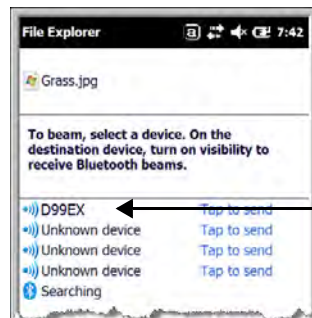 File Explorer 7:42
Grass.jpg
To beam, select a device. On the
destination device, turn on visibility to
receive Bluetooth beams.
D99EX Tap to send
Unknown device Tap to send
Unknown device Tap to send
Unknown device Tap to send
Searching